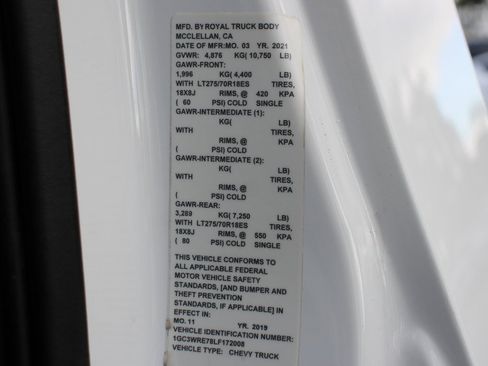 MFD. BY ROYAL TRUCK BODY
MCCLELLAN, CA
DATE OF MFR: MO. 03 YR. 2021
GVWR: 4,876 KG( 10,750 LB)
GAWR-FRONT:
1,996 KG( 4,400 LB)
WITH LT275/70R18ES TIRES,
18X8J RIMS, @ 420 KPA
( 60 PSI) COLD SINGLE
GAWR-INTERMEDIATE (1):
KG( LB)
WITH TIRES,
RIMS, @ KPA
( PSI) COLD
GAWR-INTERMEDIATE (2):
KG( LB)
WITH TIRES,
RIMS, @ KPA
( PSI) COLD
GAWR-REAR:
3,289 KG( 7,250 LB)
WITH LT275/70R18ES TIRES,
18X8J RIMS, @ 550 KPA
( 80 PSI) COLD SINGLE
THIS VEHICLE CONFORMS TO
ALL APPLICABLE FEDERAL
MOTOR VEHICLE SAFETY
STANDARDS, [AND BUMPER AND
THEFT PREVENTION
STANDARDS, IF APPLICABLE] IN
EFFECT IN:
MO. 11 YR. 2019
VEHICLE IDENTIFICATION NUMBER:
1GC3WRE78LF172008
VEHICLE TYPE: CHEVY TRUCK